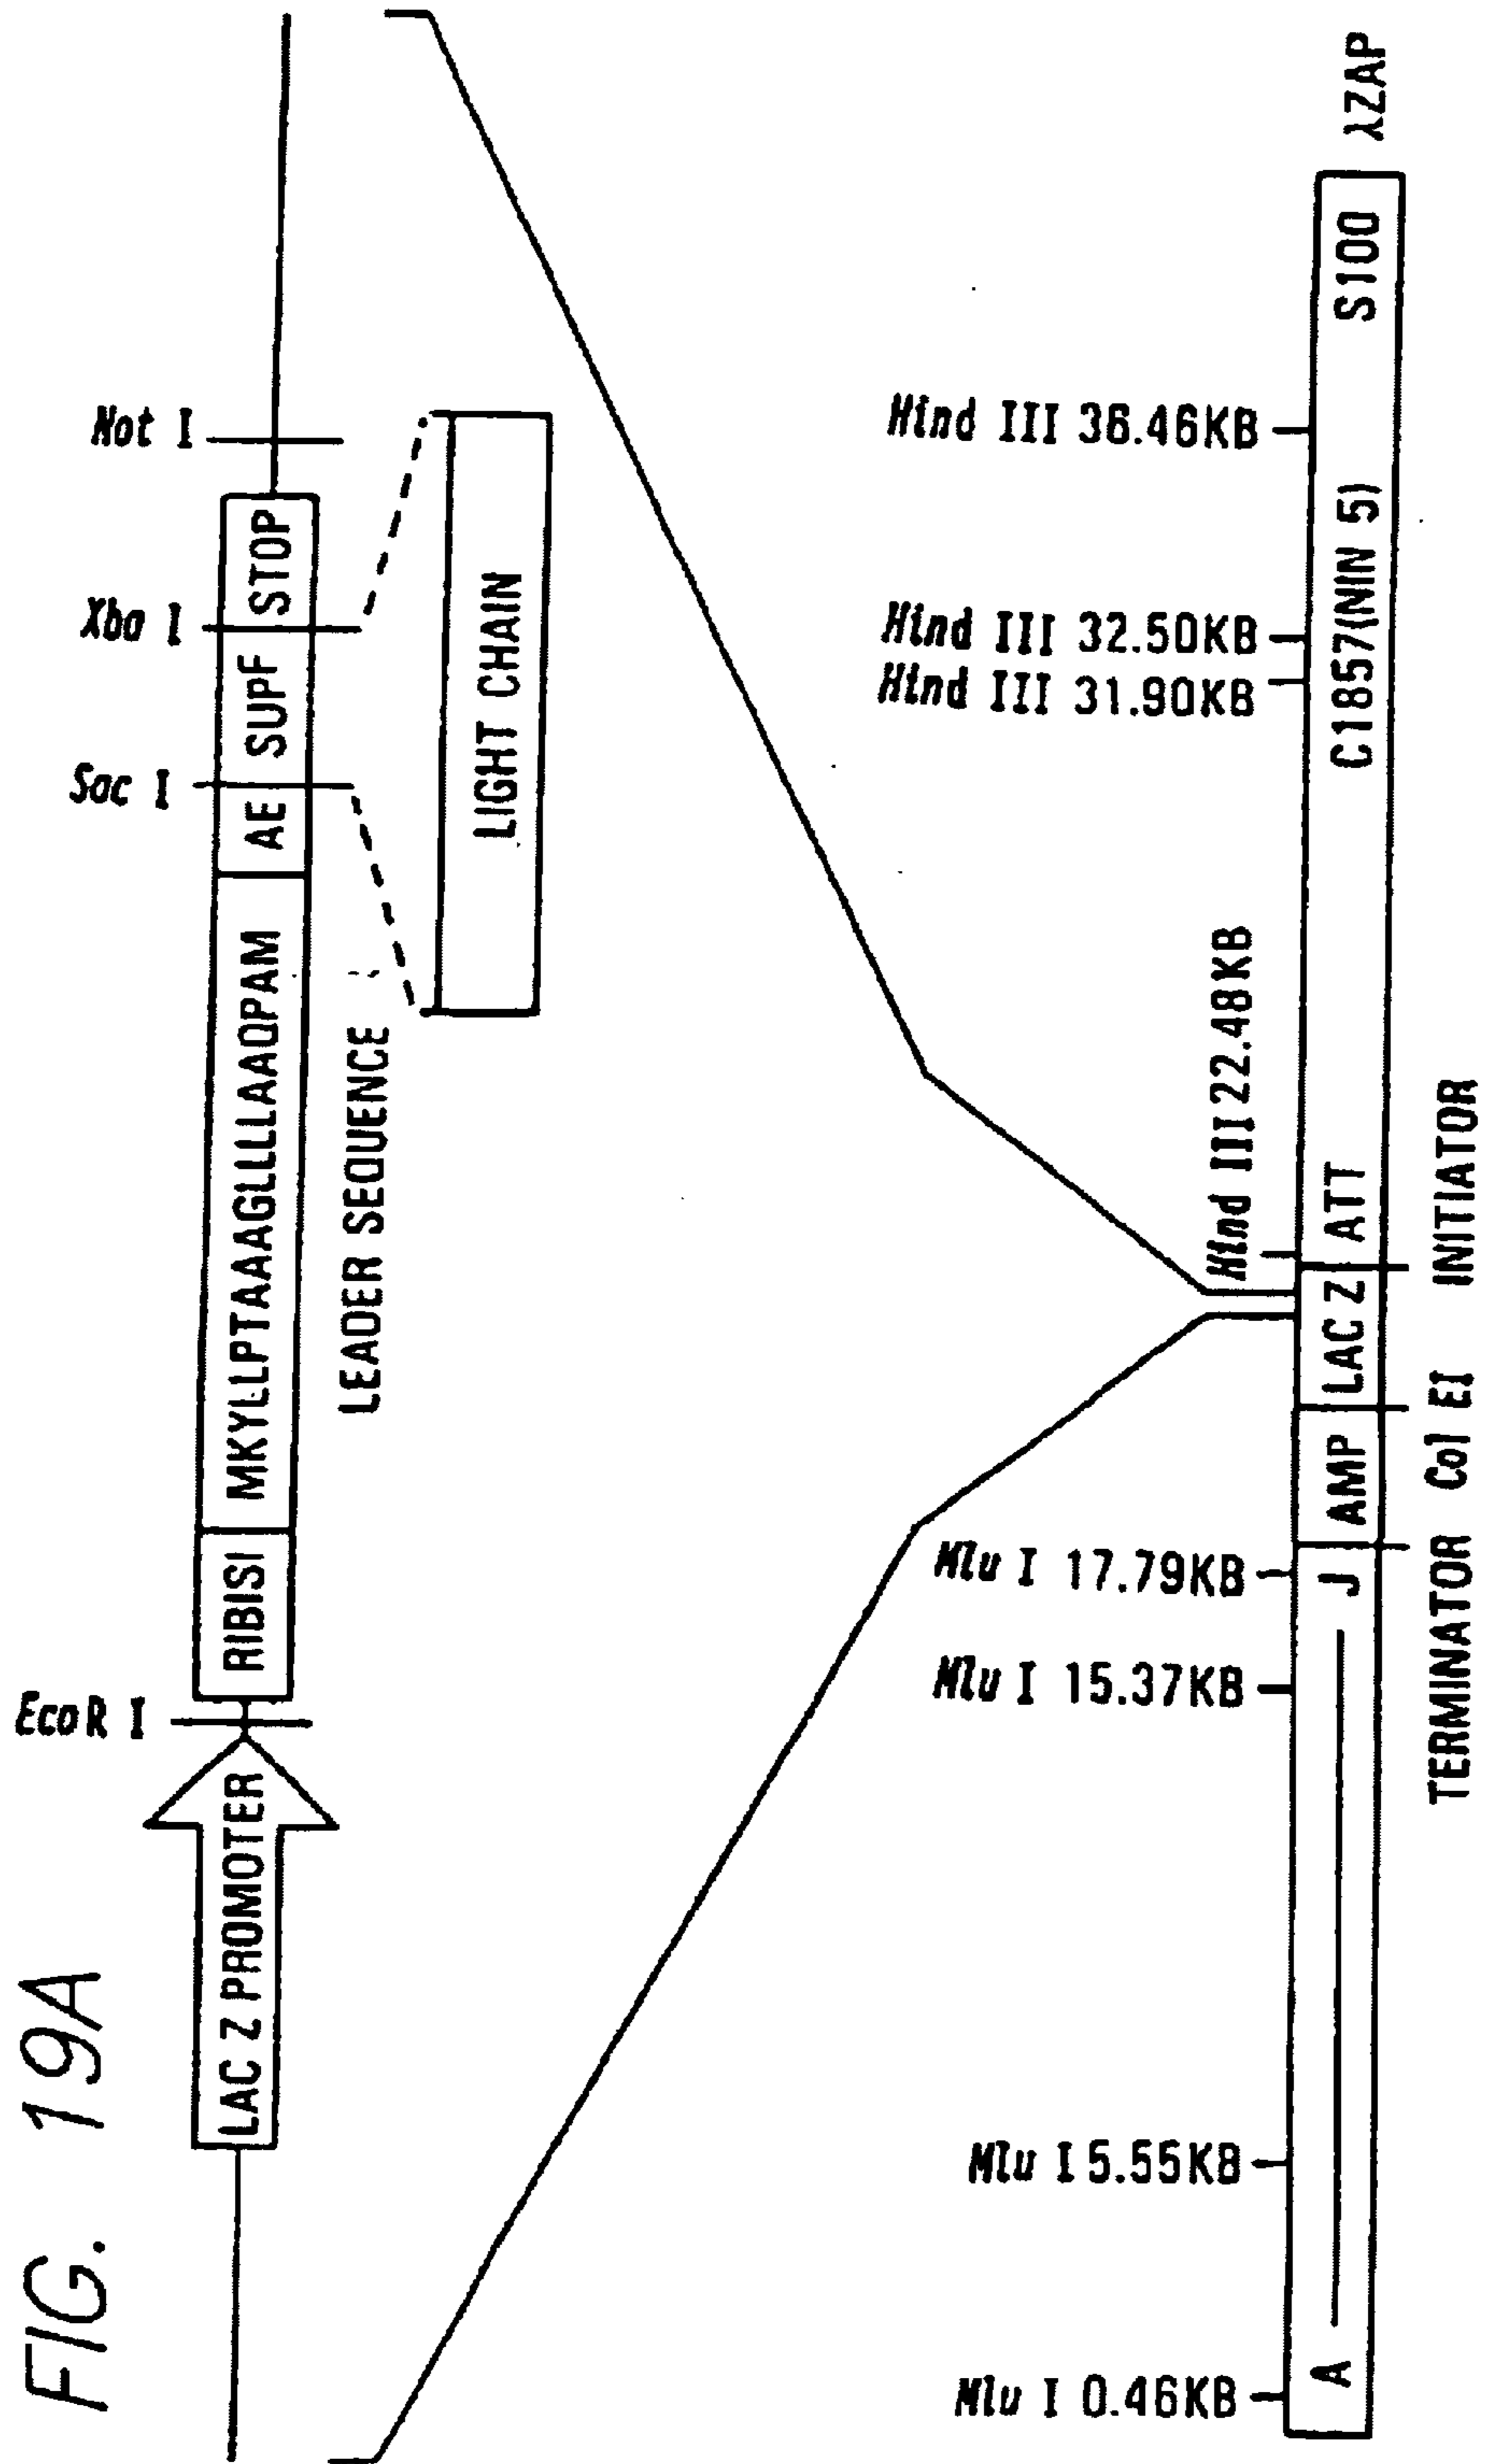 FIG. 19A
EcoR I
Sac I
Xba I
Not I
LAC Z PROMOTER
RIBISI
MKYLLPTAAAGLLLLAAQPAM
AE
SUPF
STOP
LEADER SEQUENCE
LIGHT CHAIN
Mlu I 0.46KB
Mlu I 5.55KB
Mlu I 15.37KB
Mlu I 17.79KB
Hind III 22.48KB
Hind III 31.90KB
Hind III 32.50KB
Hind III 36.46KB
A
J
AMP
LAC Z
ATT
C1857(NIN 5)
S100
λZAP
TERMINATOR
Col EI
INITIATOR